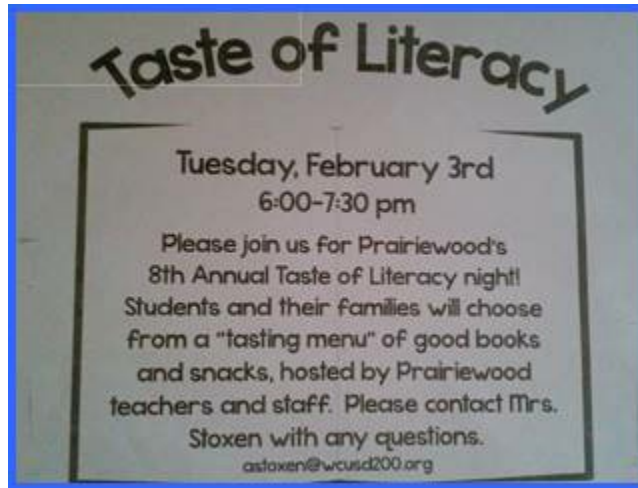 Taste of Literacy
Tuesday, February 3rd
6:00-7:30 pm
Please join us for Prairiewood's
8th Annual Taste of Literacy night!
Students and their families will choose
from a "tasting menu" of good books
and snacks, hosted by Prairiewood
teachers and staff. Please contact Mrs.
Stoxen with any questions.
astoxen@wcusd200.org